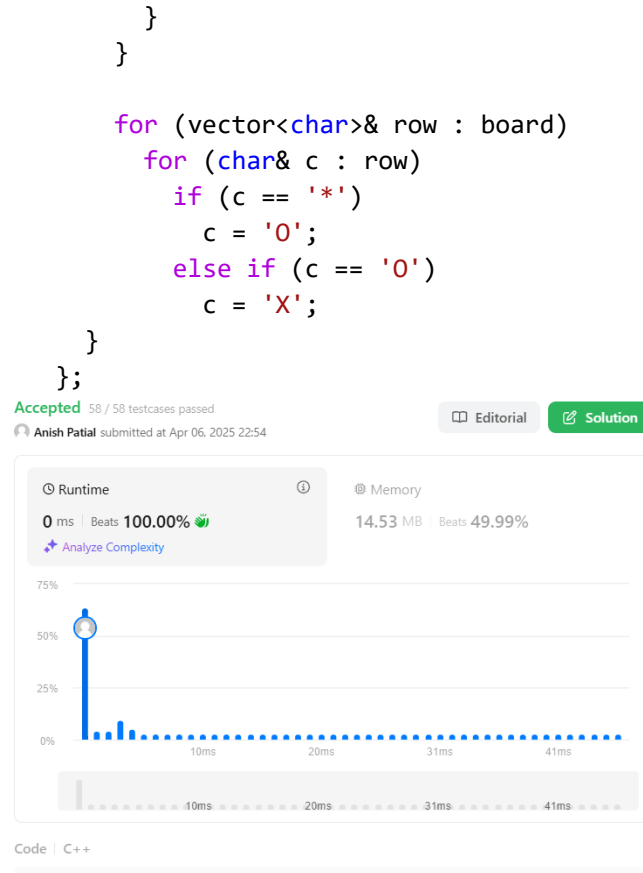 }
    }

    for (vector<char>& row : board)
      for (char& c : row)
        if (c == '*')
          c = 'O';
        else if (c == 'O')
          c = 'X';
  }
};
Accepted 58 / 58 testcases passed
Editorial
Solution
Anish Patial submitted at Apr 06, 2025 22:54
Runtime
0 ms Beats 100.00%
Analyze Complexity
Memory
14.53 MB Beats 49.99%
75%
50%
25%
0%
10ms 20ms 31ms 41ms
10ms 20ms 31ms 41ms
Code C++